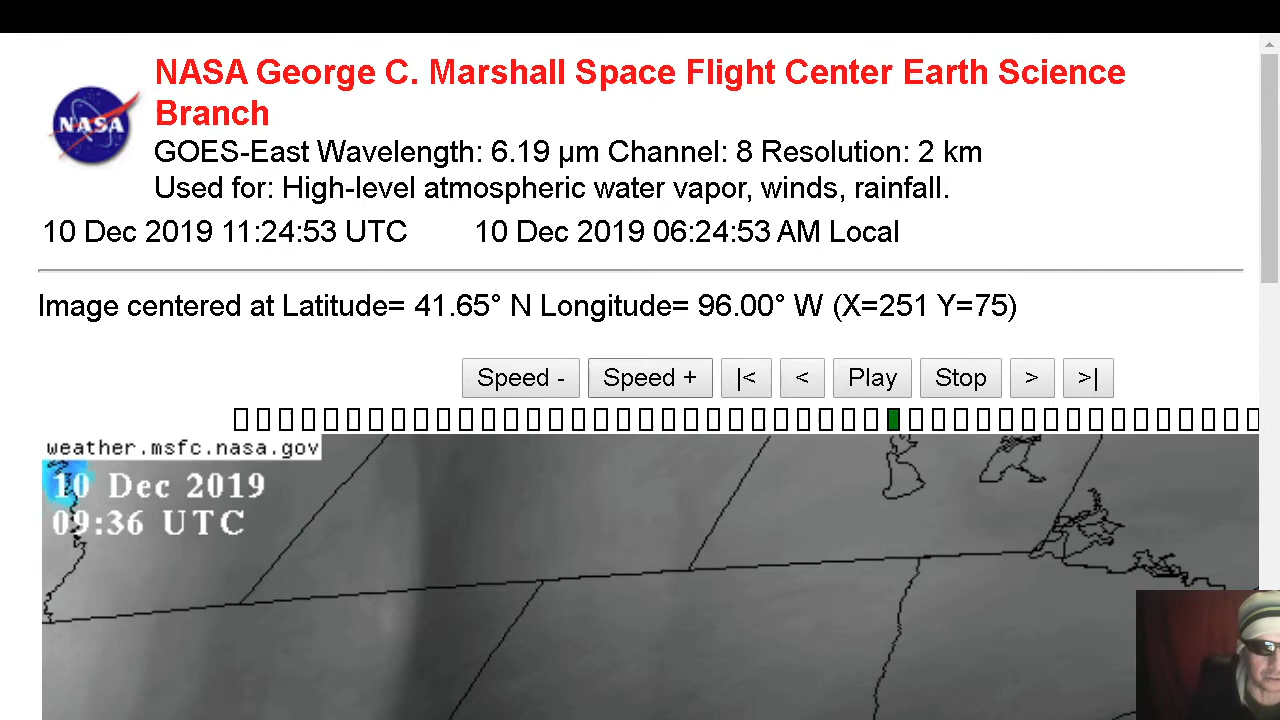 NASA George C. Marshall Space Flight Center Earth Science
Branch
NASA
GOES-East Wavelength: 6.19 µm Channel: 8 Resolution: 2 km
Used for: High-level atmospheric water vapor, winds, rainfall.
10 Dec 2019 11:24:53 UTC 10 Dec 2019 06:24:53 AM Local
Image centered at Latitude= 41.65° N Longitude= 96.00° W (X=251 Y=75)
Speed - Speed + |< < Play Stop > >|
weather.msfc.nasa.gov
10 Dec 2019
09:36 UTC